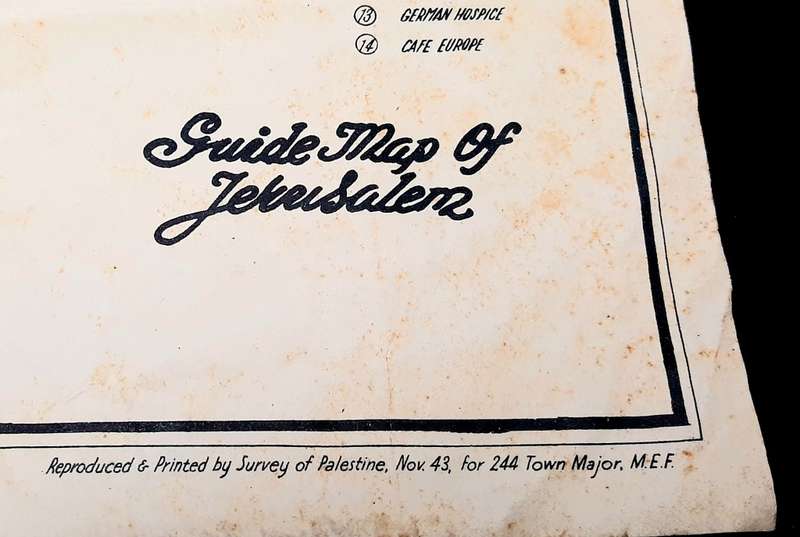 13 GERMAN HOSPICE
14 CAFE EUROPE
Guide Map Of
Jerusalem
Reproduced & Printed by Survey of Palestine, Nov. 43, for 244 Town Major. M.E.F.